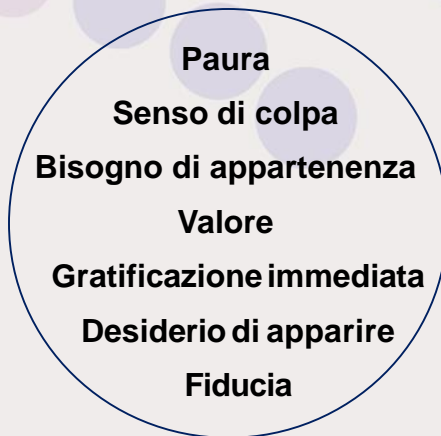 Paura
Senso di colpa
Bisogno di appartenenza
Valore
Gratificazione immediata
Desiderio di apparire
Fiducia